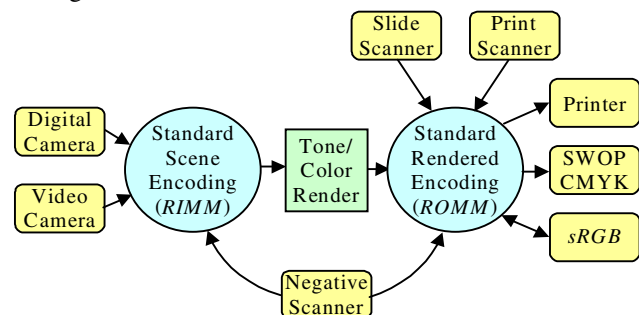 Slide
Scanner
Print
Scanner
Digital
Camera
Video
Camera
Standard
Scene
Encoding
(RIMM)
Tone/
Color
Render
Standard
Rendered
Encoding
(ROMM)
Printer
SWOP
CMYK
sRGB
Negative
Scanner